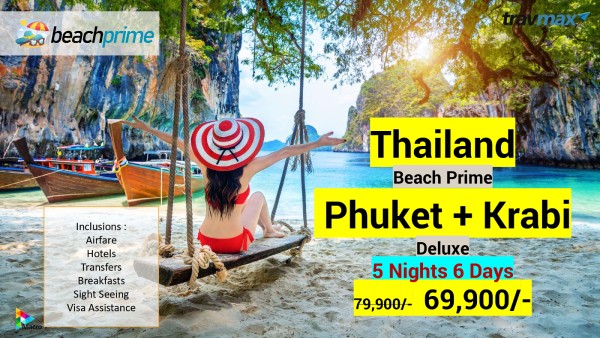 beachprime
travmax
Thailand
Beach Prime
Phuket + Krabi
Deluxe
5 Nights 6 Days
79,900/- 69,900/-
Inclusions :
Airfare
Hotels
Transfers
Breakfasts
Sight Seeing
Visa Assistance